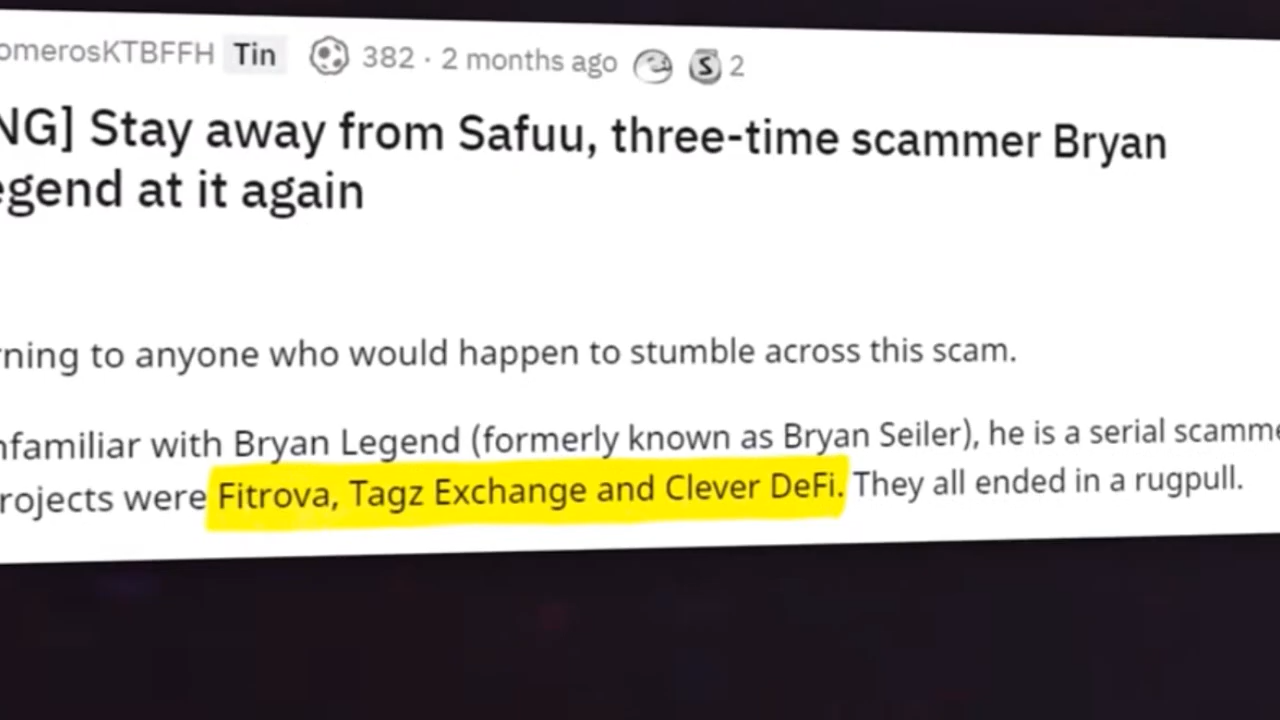 omerosKTBFFH Tin 382 · 2 months ago S 2
NG] Stay away from Safuu, three-time scammer Bryan
egend at it again
rning to anyone who would happen to stumble across this scam.
nfamiliar with Bryan Legend (formerly known as Bryan Seiler), he is a serial scamme
rojects were Fitrova, Tagz Exchange and Clever DeFi. They all ended in a rugpull.